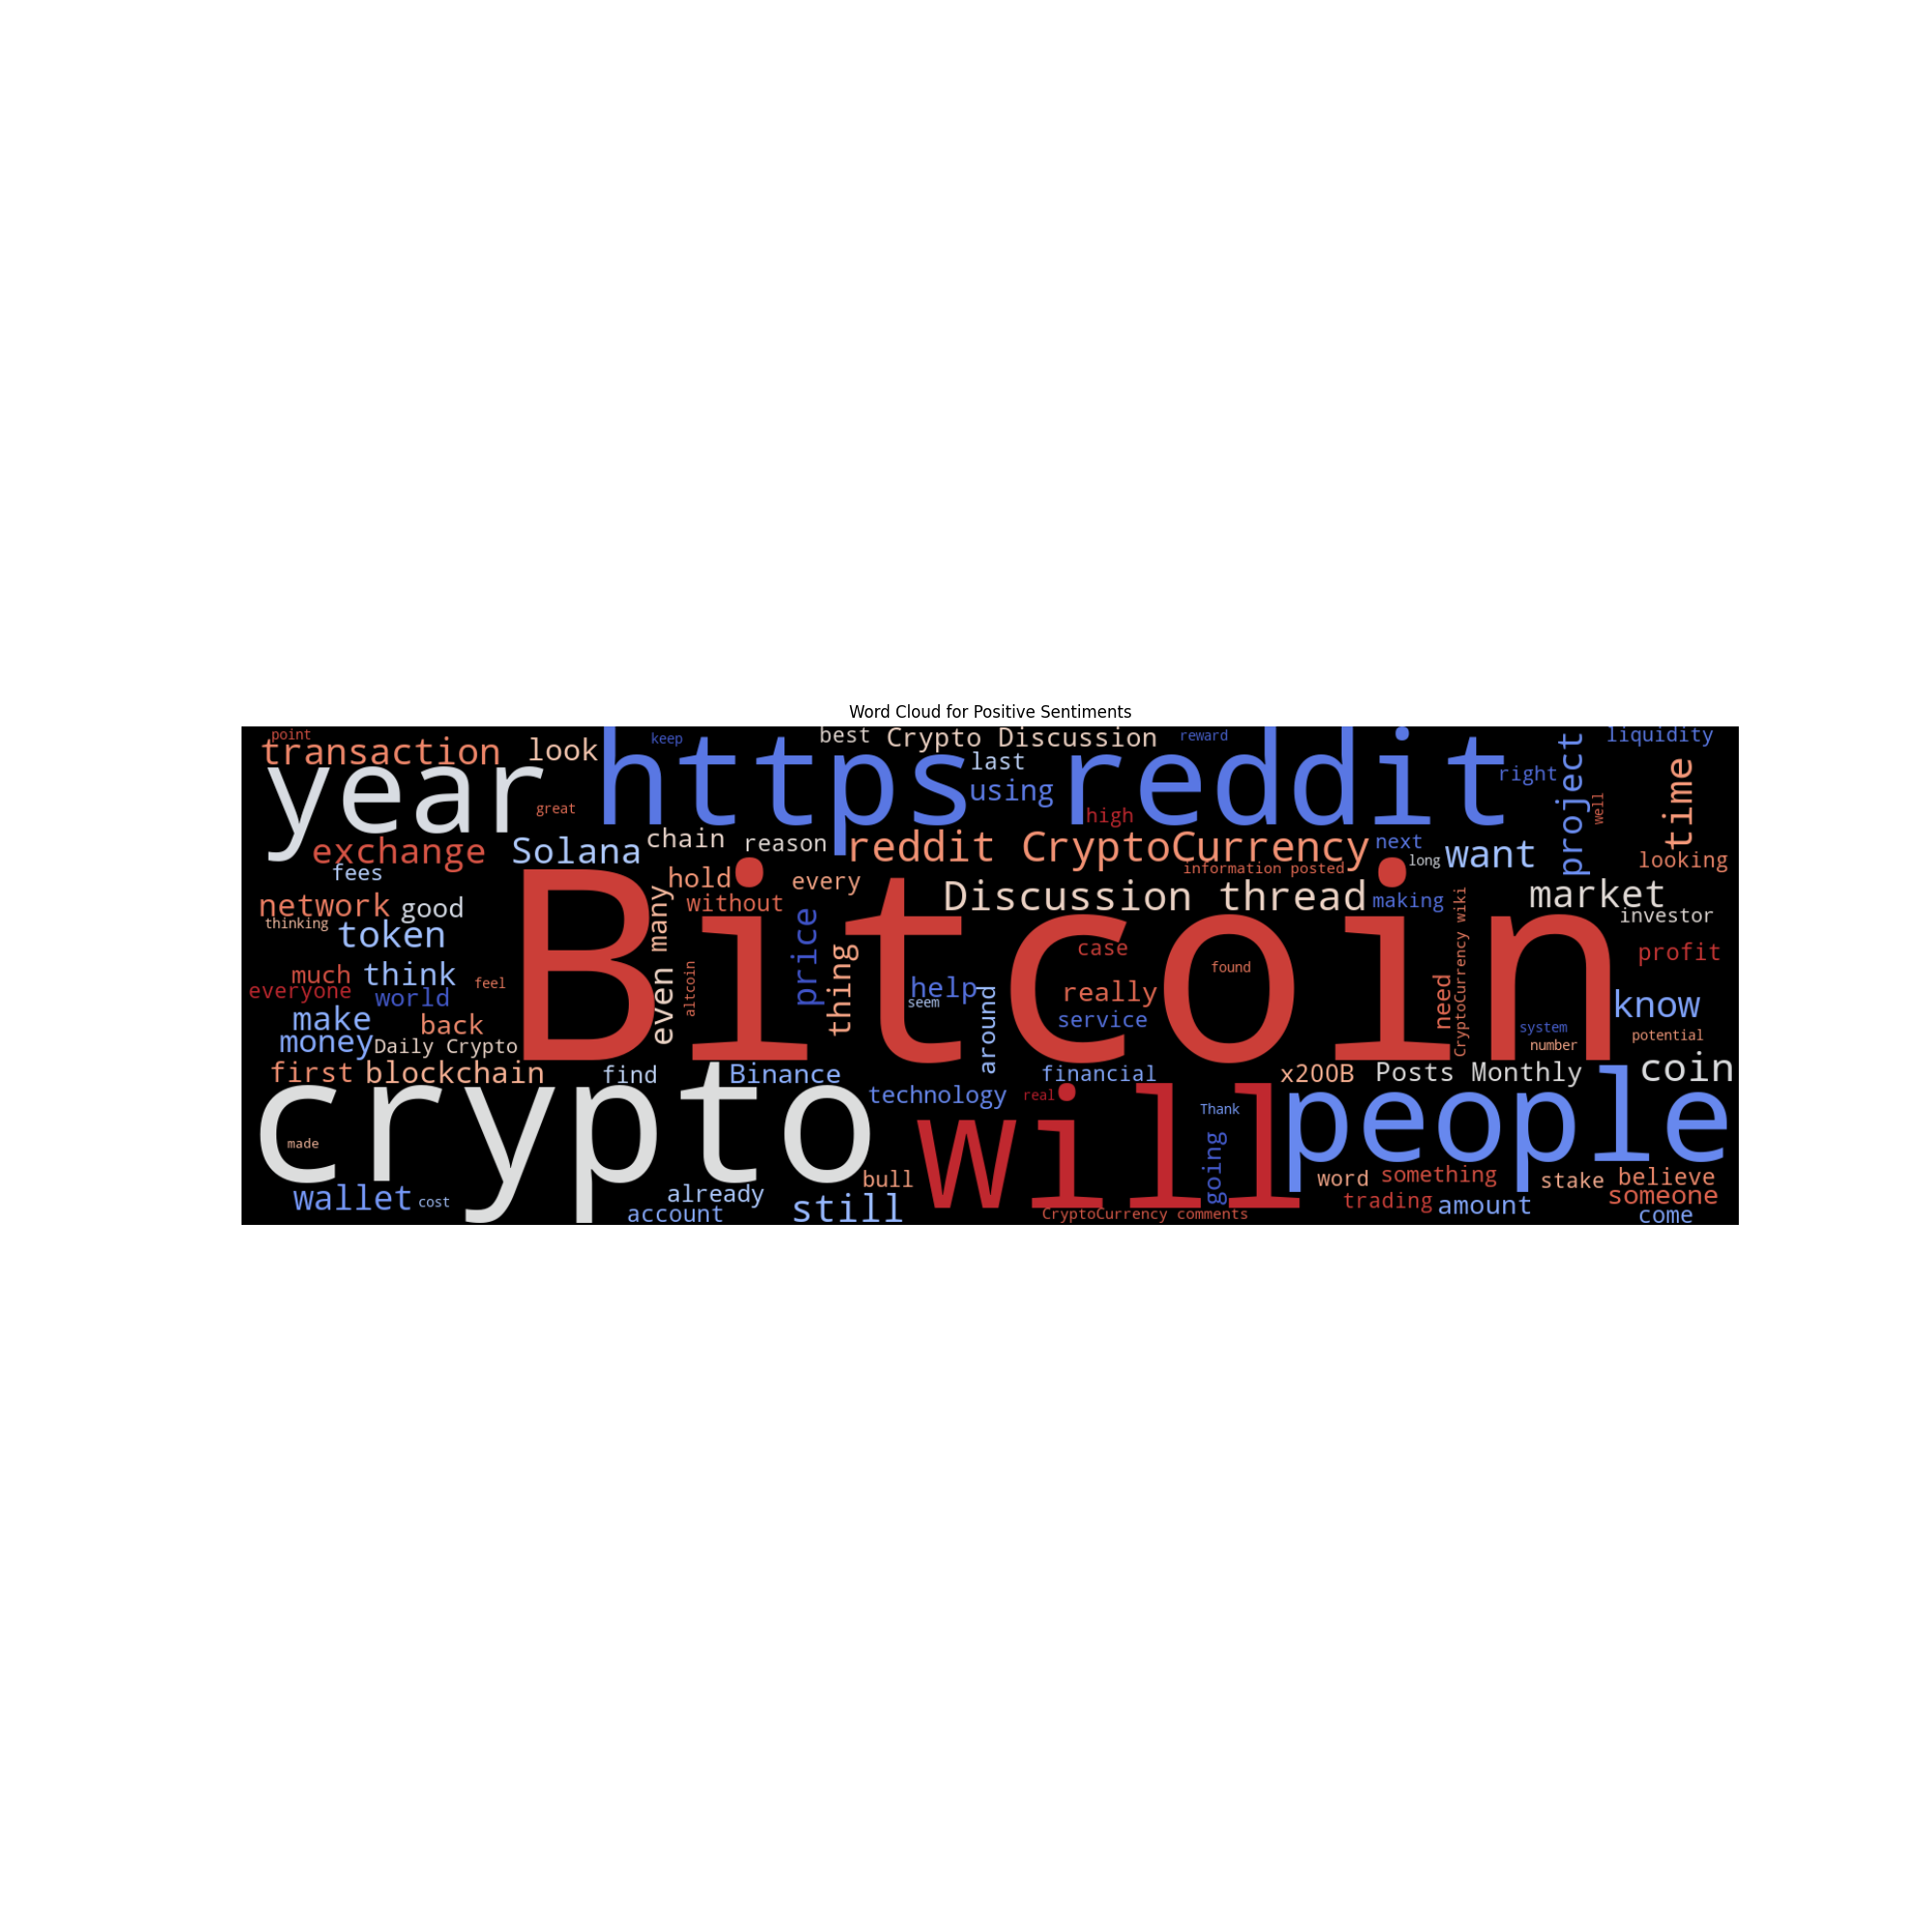 Word Cloud for Positive Sentiments
point
keep
best
Crypto Discussion
reward
liquidity
transaction
look
https reddit
last
year
great
using
high
right
project
well
time
exchange
Solana
chain
reason
reddit CryptoCurrency
next
long
want
looking
fees
hold
every
information posted
network
good
without
many
Discussion thread
making
market
investor
thinking
token
price
Bitcoin
case
CryptoCurrency wiki
profit
much
think
feel
altcoin
thing
found
everyone
world
even
help
seem
around
really
need
know
make
back
service
system
number
potential
money
Daily Crypto
first
blockchain
find
Binance
financial
x200B
Posts Monthly
coin
technology
real
Thank
people
crypto
made
will
going
bull
word
something
stake
believe
wallet
cost
already
still
trading
amount
someone
account
CryptoCurrency comments
come